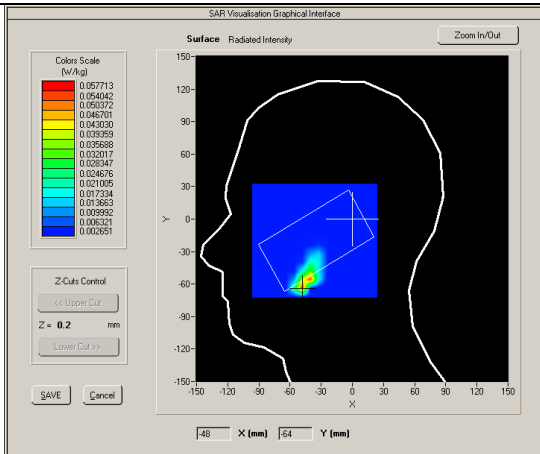 SAR Visualisation Graphical Interface
Surface Radiated Intensity
Zoom In/Out
Colors Scale
(W/kg)
0.057713
0.054042
0.050372
0.046701
0.043030
0.039359
0.035688
0.032017
0.028347
0.024676
0.021005
0.017334
0.013663
0.009992
0.006321
0.002651
Z-Cuts Control
<< Upper Cut
Z = 0.2 mm
Lower Cut >>
SAVE
Cancel
150
120
90
60
30
0
-30
-60
-90
-120
-150
Y
-150 -120 -90 -60 -30 0 30 60 90 120 150
X
-48 X (mm) -64 Y (mm)